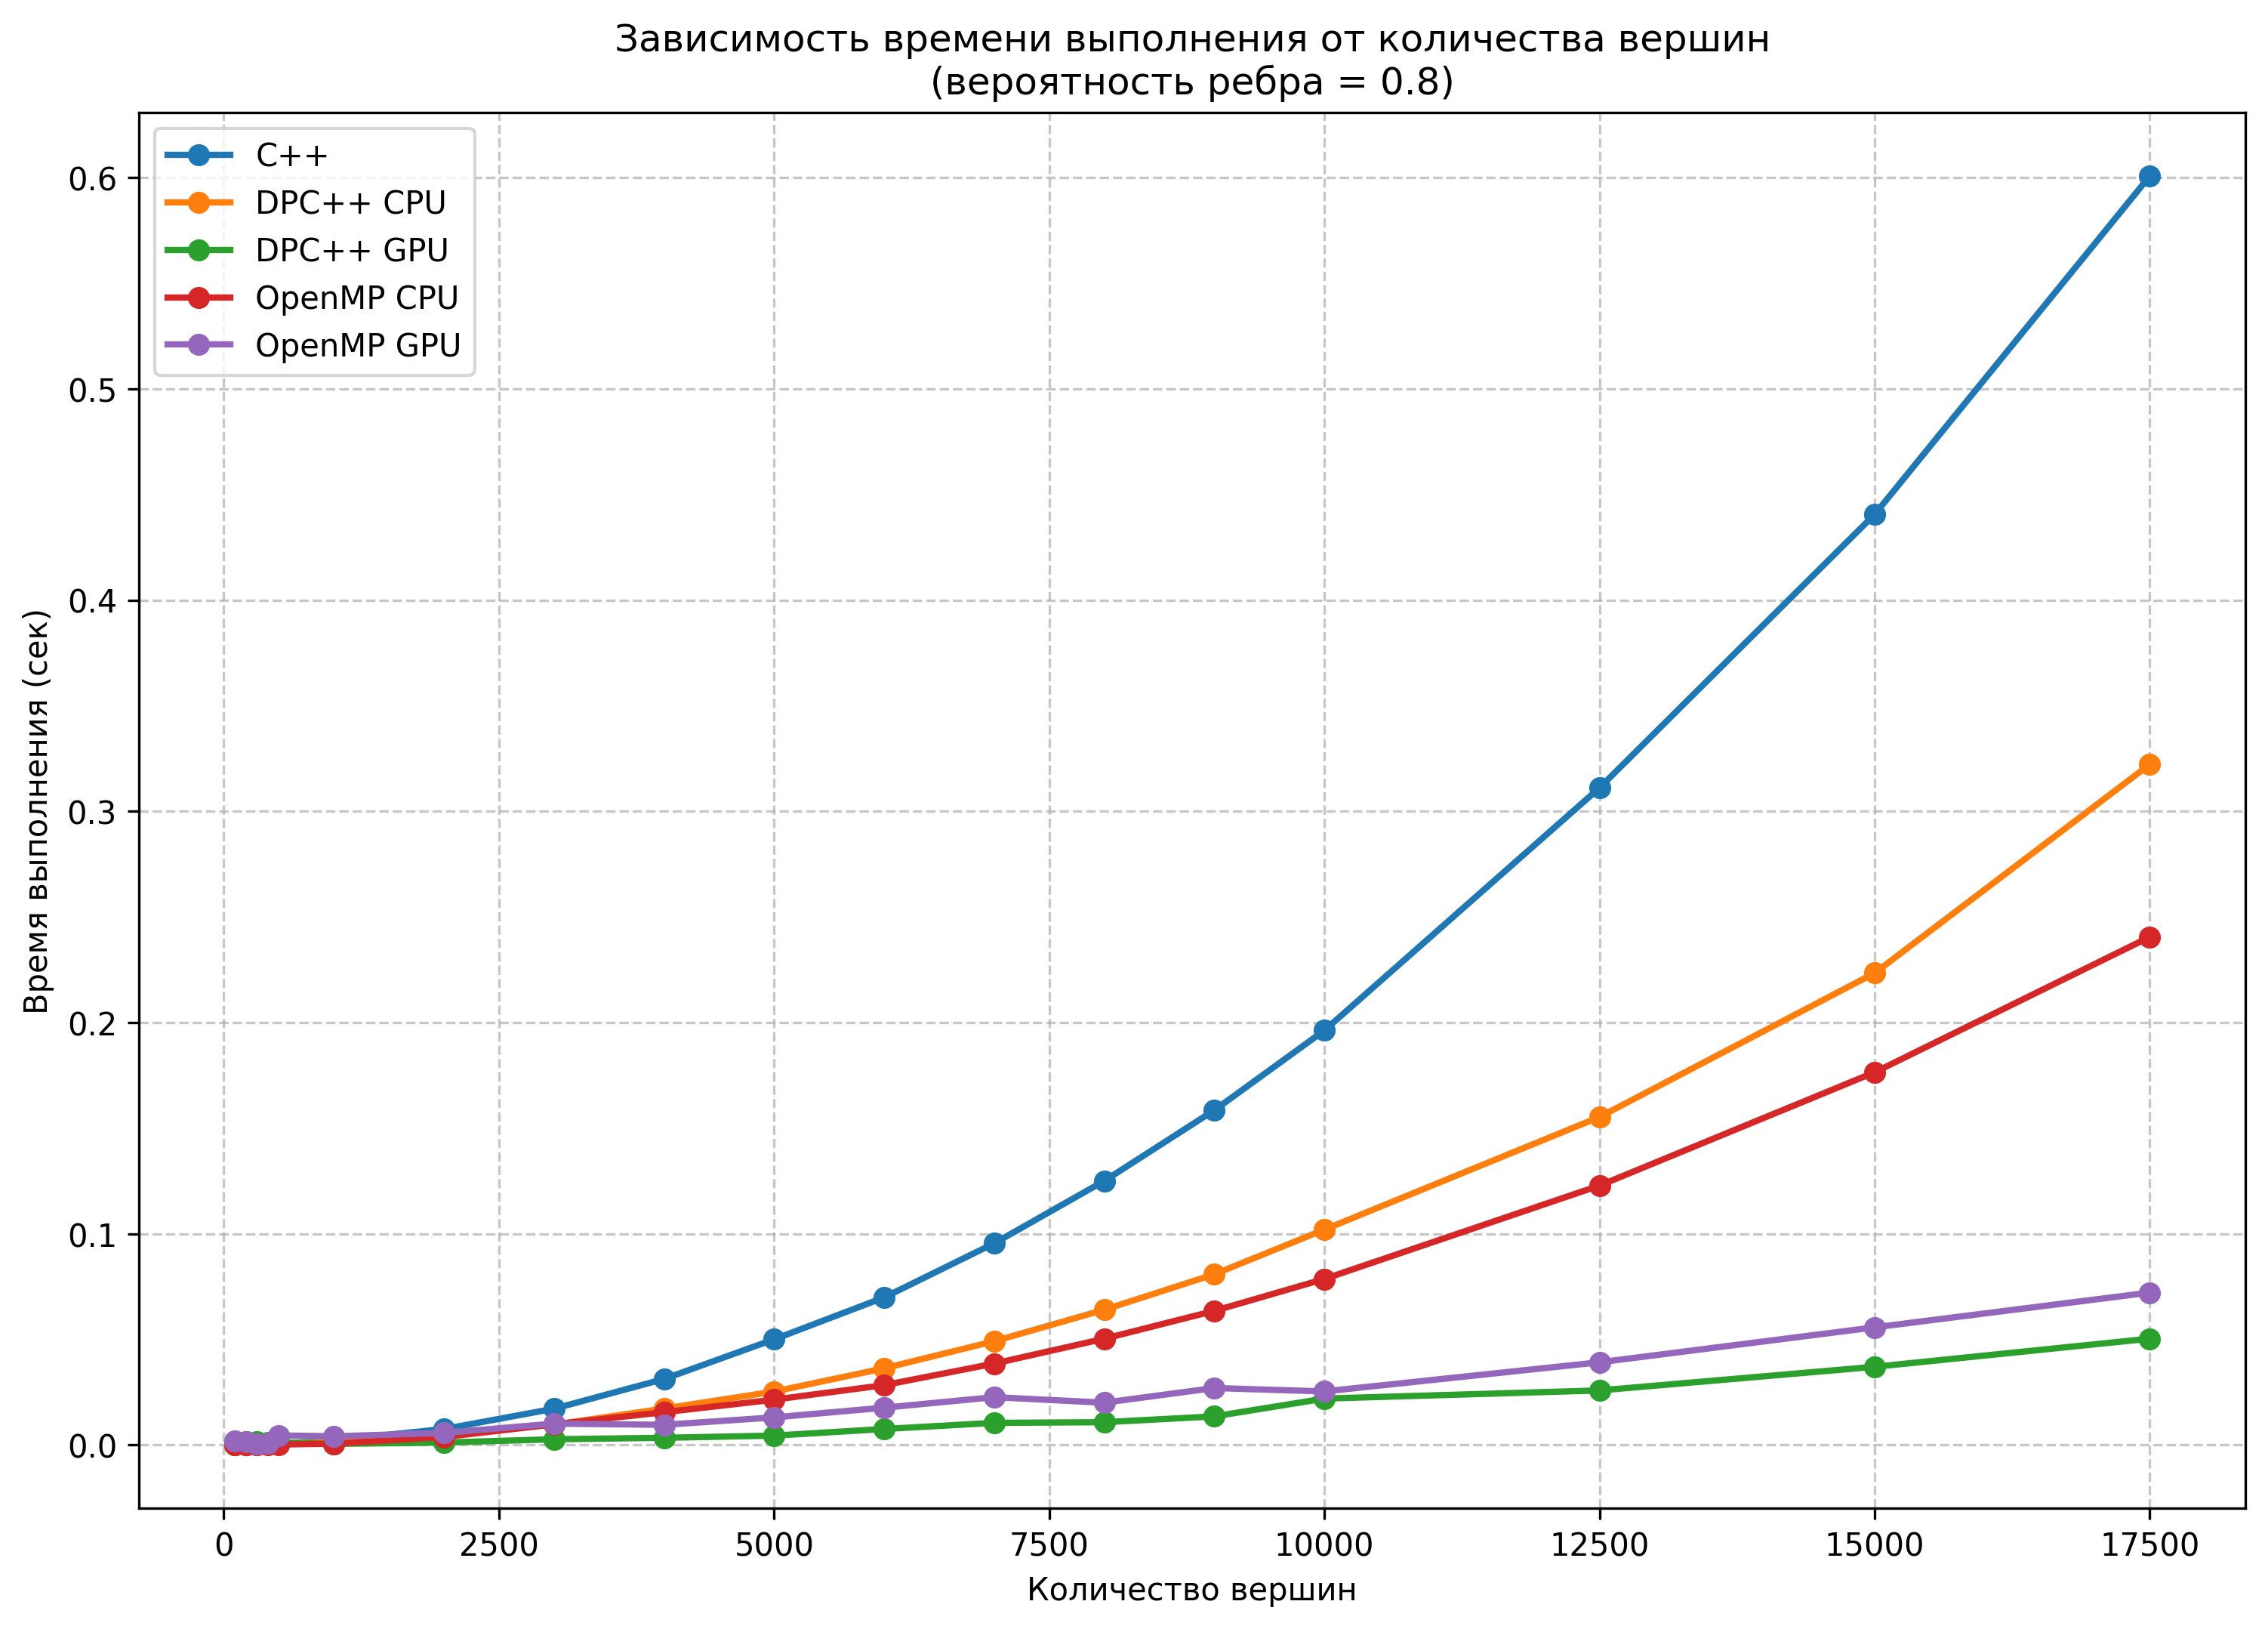 Зависимость времени выполнения от количества вершин
(вероятность ребра = 0.8)
C++
DPC++ CPU
DPC++ GPU
OpenMP CPU
OpenMP GPU
Время выполнения (сек)
0.6
0.5
0.4
0.3
0.2
0.1
0.0
0 2500 5000 7500 10000 12500 15000 17500
Количество вершин